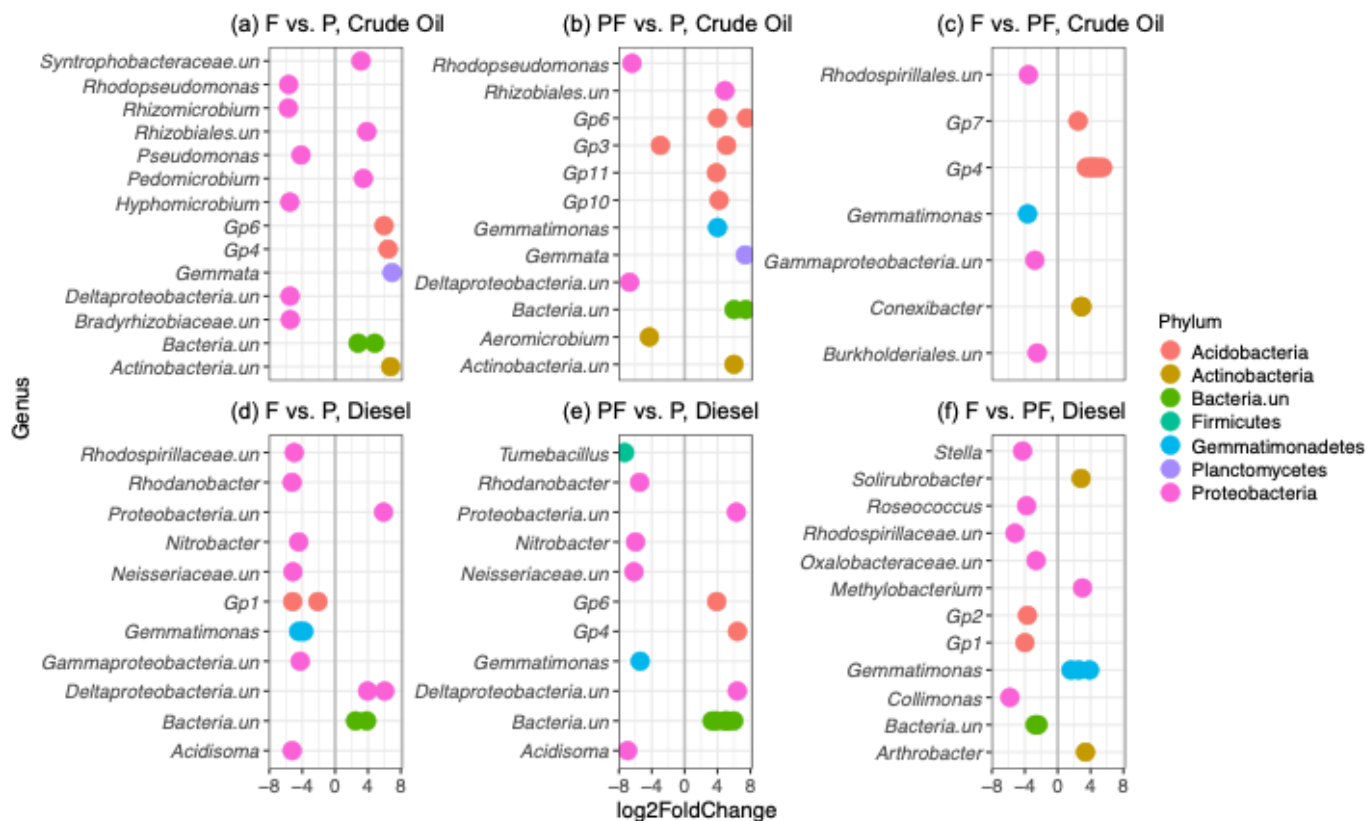 (a) F vs. P, Crude Oil
Syntrophobacteraceae.un
Rhodopseudomonas
Rhizomicrobium
Rhizobiales.un
Pseudomonas
Pedomicrobium
Hyphomicrobium
Gp6
Gp4
Gemmata
Deltaproteobacteria.un
Bradyrhizobiaceae.un
Bacteria.un
Actinobacteria.un
(b) PF vs. P, Crude Oil
Rhodopseudomonas
Rhizobiales.un
Gp6
Gp3
Gp11
Gp10
Gemmatimonas
Gemmata
Deltaproteobacteria.un
Bacteria.un
Aeromicrobium
Actinobacteria.un
(c) F vs. PF, Crude Oil
Rhodospirillales.un
Gp7
Gp4
Gemmatimonas
Gammaproteobacteria.un
Conexibacter
Burkholderiales.un
Genus
(d) F vs. P, Diesel
Rhodospirillaceae.un
Rhodanobacter
Proteobacteria.un
Nitrobacter
Neisseriaceae.un
Gp1
Gemmatimonas
Gammaproteobacteria.un
Deltaproteobacteria.un
Bacteria.un
Acidisoma
−8 −4 0 4 8
(e) PF vs. P, Diesel
Tumebacillus
Rhodanobacter
Proteobacteria.un
Nitrobacter
Neisseriaceae.un
Gp6
Gp4
Gemmatimonas
Deltaproteobacteria.un
Bacteria.un
Acidisoma
−8 −4 0 4 8
(f) F vs. PF, Diesel
Stella
Solirubrobacter
Roseococcus
Rhodospirillaceae.un
Oxalobacteraceae.un
Methylobacterium
Gp2
Gp1
Gemmatimonas
Collimonas
Bacteria.un
Arthrobacter
−8 −4 0 4 8
log2FoldChange
Phylum
Acidobacteria
Actinobacteria
Bacteria.un
Firmicutes
Gemmatimonadetes
Planctomycetes
Proteobacteria